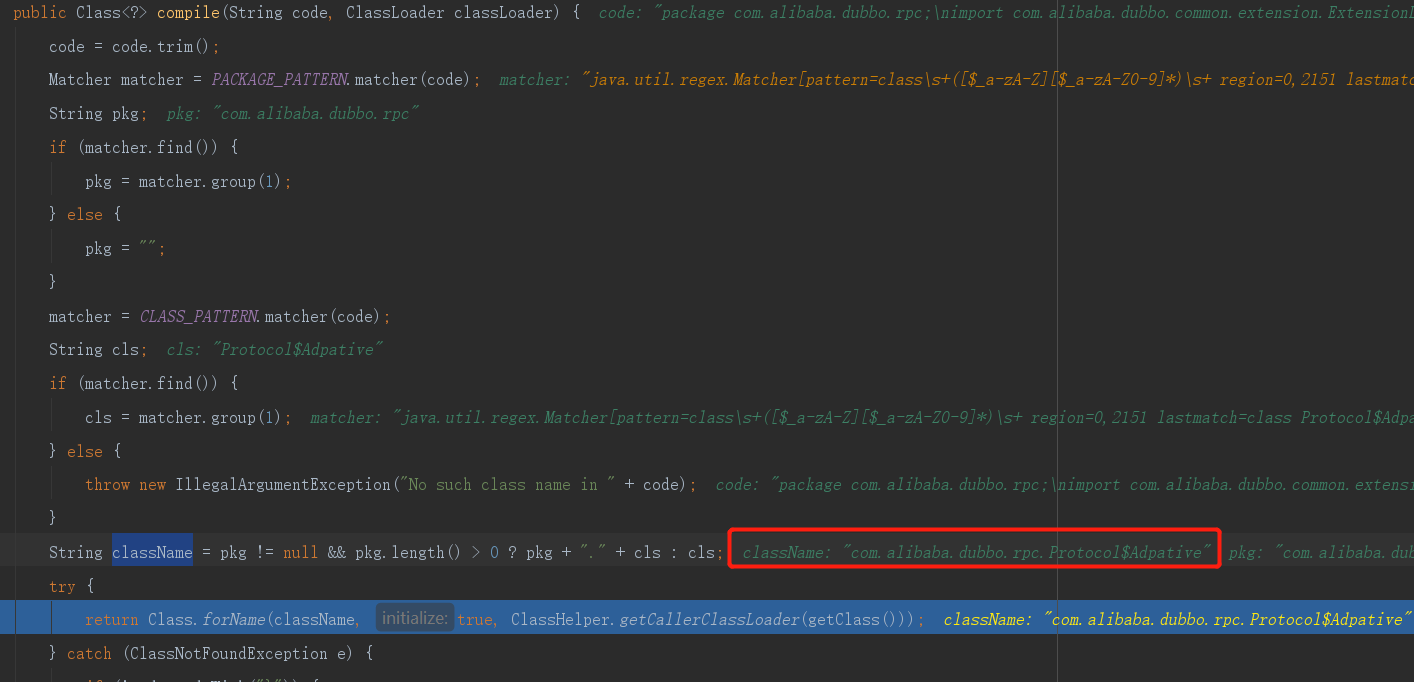 public Class<?> compile(String code, ClassLoader classLoader) {  code: "package com.alibaba.dubbo.rpc;\nimport com.alibaba.dubbo.common.extension.Extension
code = code.trim();
Matcher matcher = PACKAGE_PATTERN.matcher(code);  matcher: "java.util.regex.Matcher[pattern=class\s+([$_a-zA-Z][$_a-zA-Z0-9]*)\s+ region=0,2151 lastmatc
String pkg;  pkg: "com.alibaba.dubbo.rpc"
if (matcher.find()) {
pkg = matcher.group(1);
} else {
pkg = "";
}
matcher = CLASS_PATTERN.matcher(code);
String cls;  cls: "Protocol$Adpative"
if (matcher.find()) {
cls = matcher.group(1);  matcher: "java.util.regex.Matcher[pattern=class\s+([$_a-zA-Z][$_a-zA-Z0-9]*)\s+ region=0,2151 lastmatch=class Protocol$Adpa
} else {
throw new IllegalArgumentException("No such class name in " + code);  code: "package com.alibaba.dubbo.rpc;\nimport com.alibaba.dubbo.common.extensi
}
String className = pkg != null && pkg.length() > 0 ? pkg + "." + cls : cls;  className: "com.alibaba.dubbo.rpc.Protocol$Adpative"  pkg: "com.alibaba.dub
try {
return Class.forName(className, initialize: true, ClassHelper.getCallerClassLoader(getClass()));  className: "com.alibaba.dubbo.rpc.Protocol$Adpative"
} catch (ClassNotFoundException e) {